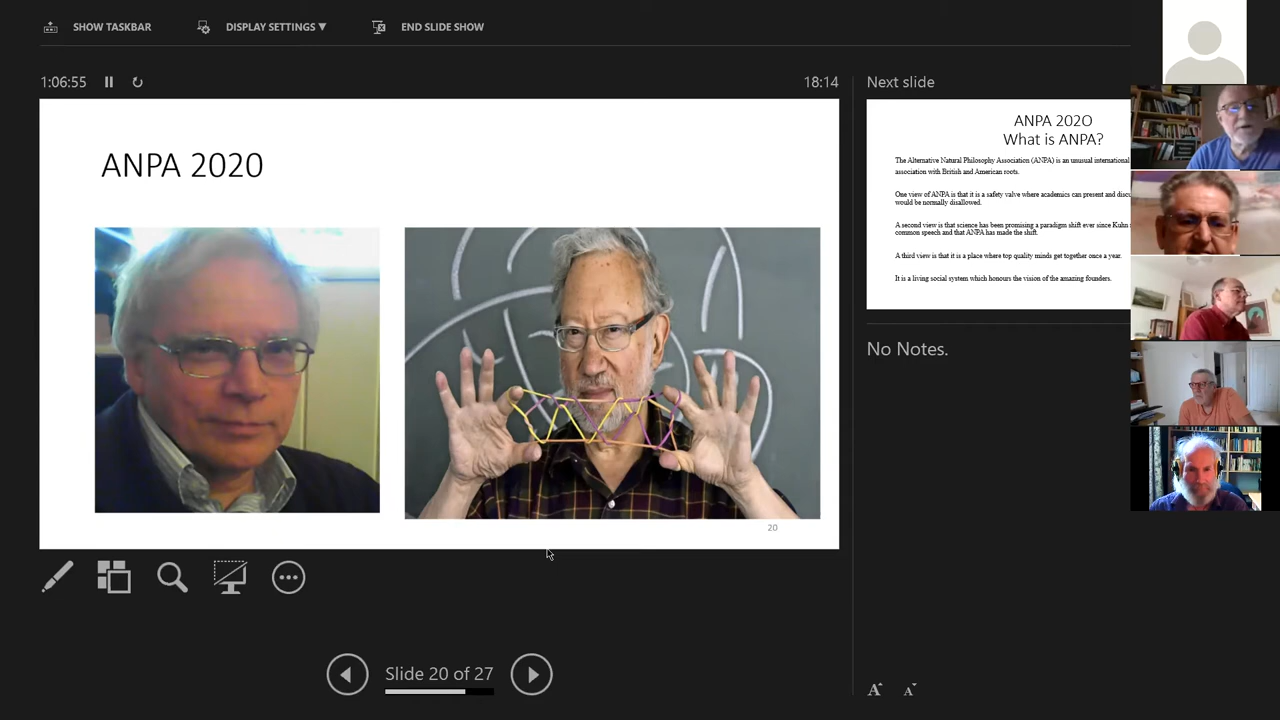 SHOW TASKBAR
DISPLAY SETTINGS ▼
END SLIDE SHOW
1:06:55
18:14
ANPA 2020
20
Next slide
ANPA 202O
What is ANPA?
The Alternative Natural Philosophy Association (ANPA) is an unusual international
association with British and American roots.
One view of ANPA is that it is a safety valve where academics can present and
would be normally disallowed.
A second view is that science has been promising a paradigm shift ever since Kuhn
common speech and that ANPA has made the shift.
A third view is that it is a place where top quality minds get together once a year.
It is a living social system which honours the vision of the amazing founders.
No Notes.
Slide 20 of 27
A A